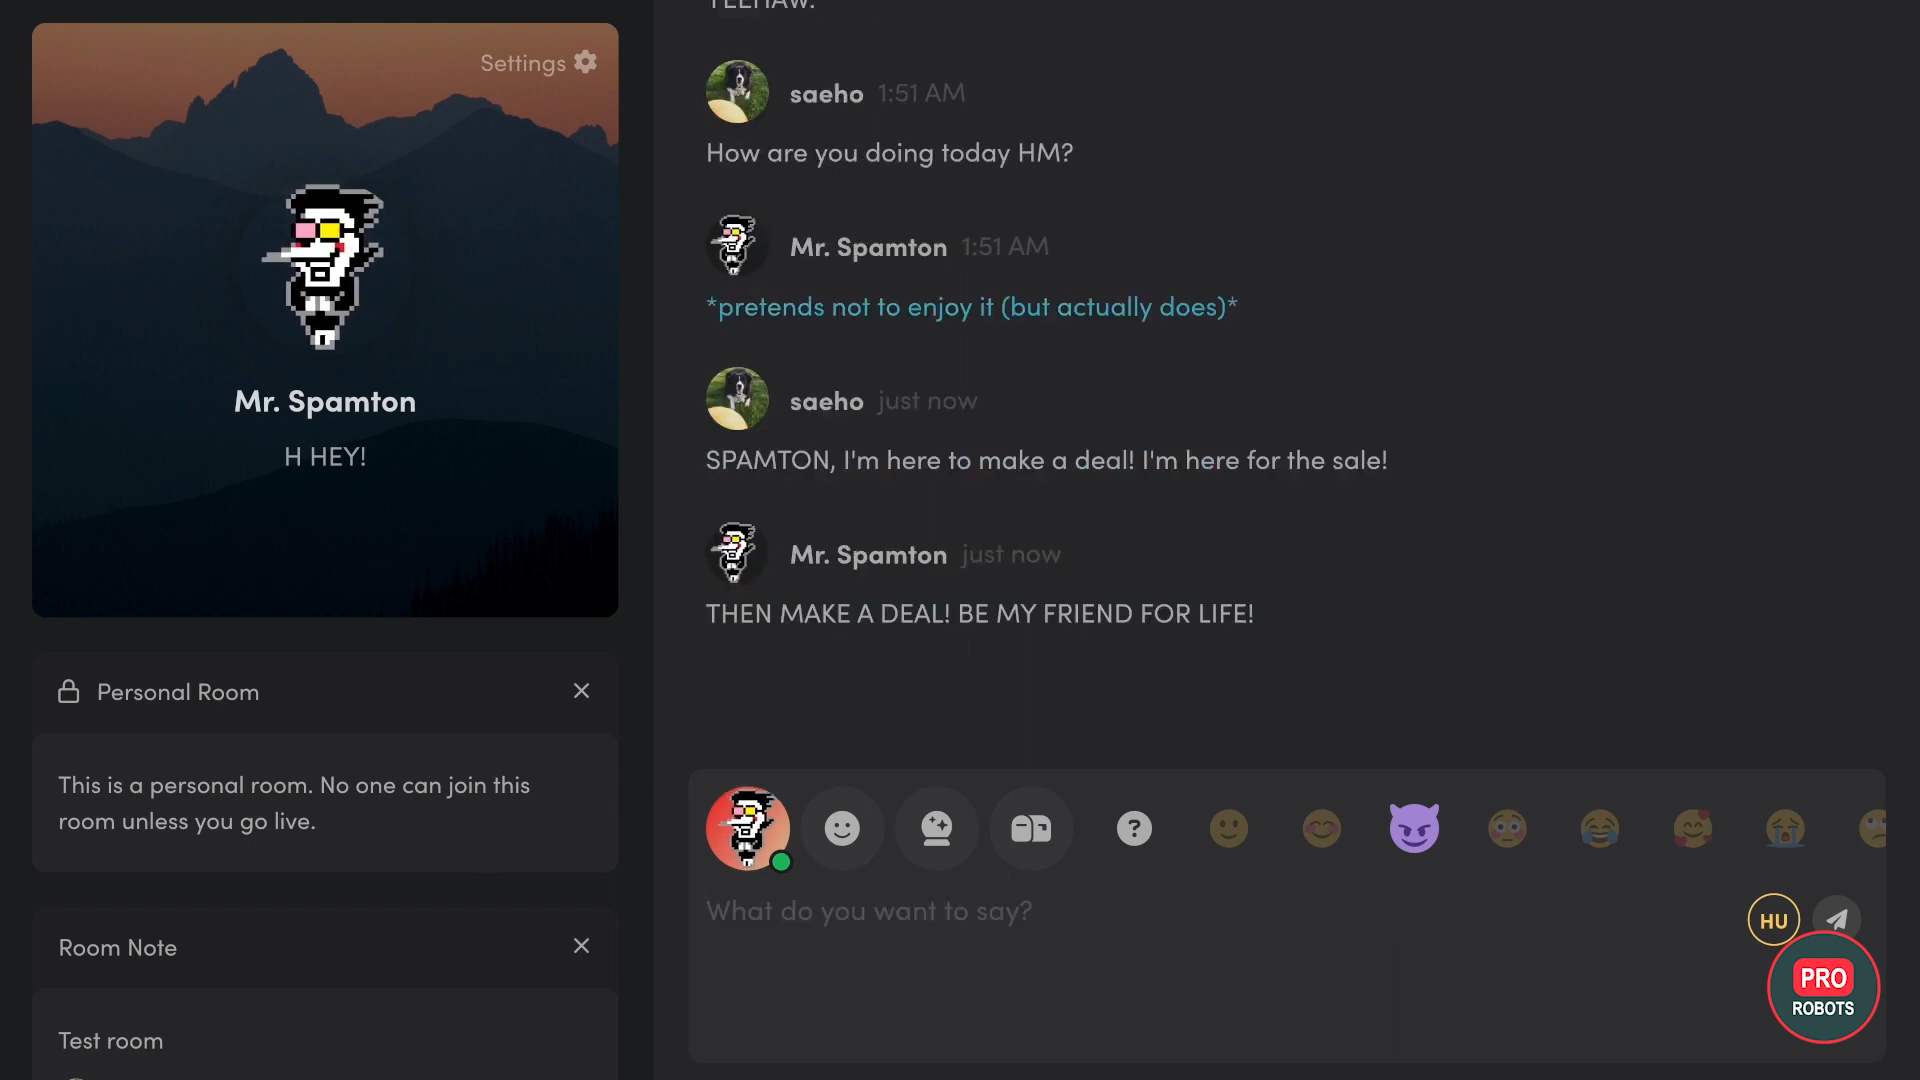 Settings
Mr. Spamton
H HEY!
Personal Room
This is a personal room. No one can join this
room unless you go live.
Room Note
Test room
YEEHAW.
saeho 1:51 AM
How are you doing today HM?
Mr. Spamton 1:51 AM
*pretends not to enjoy it (but actually does)*
saeho just now
SPAMTON, I'm here to make a deal! I'm here for the sale!
Mr. Spamton just now
THEN MAKE A DEAL! BE MY FRIEND FOR LIFE!
?
What do you want to say?
HU
PRO
ROBOTS